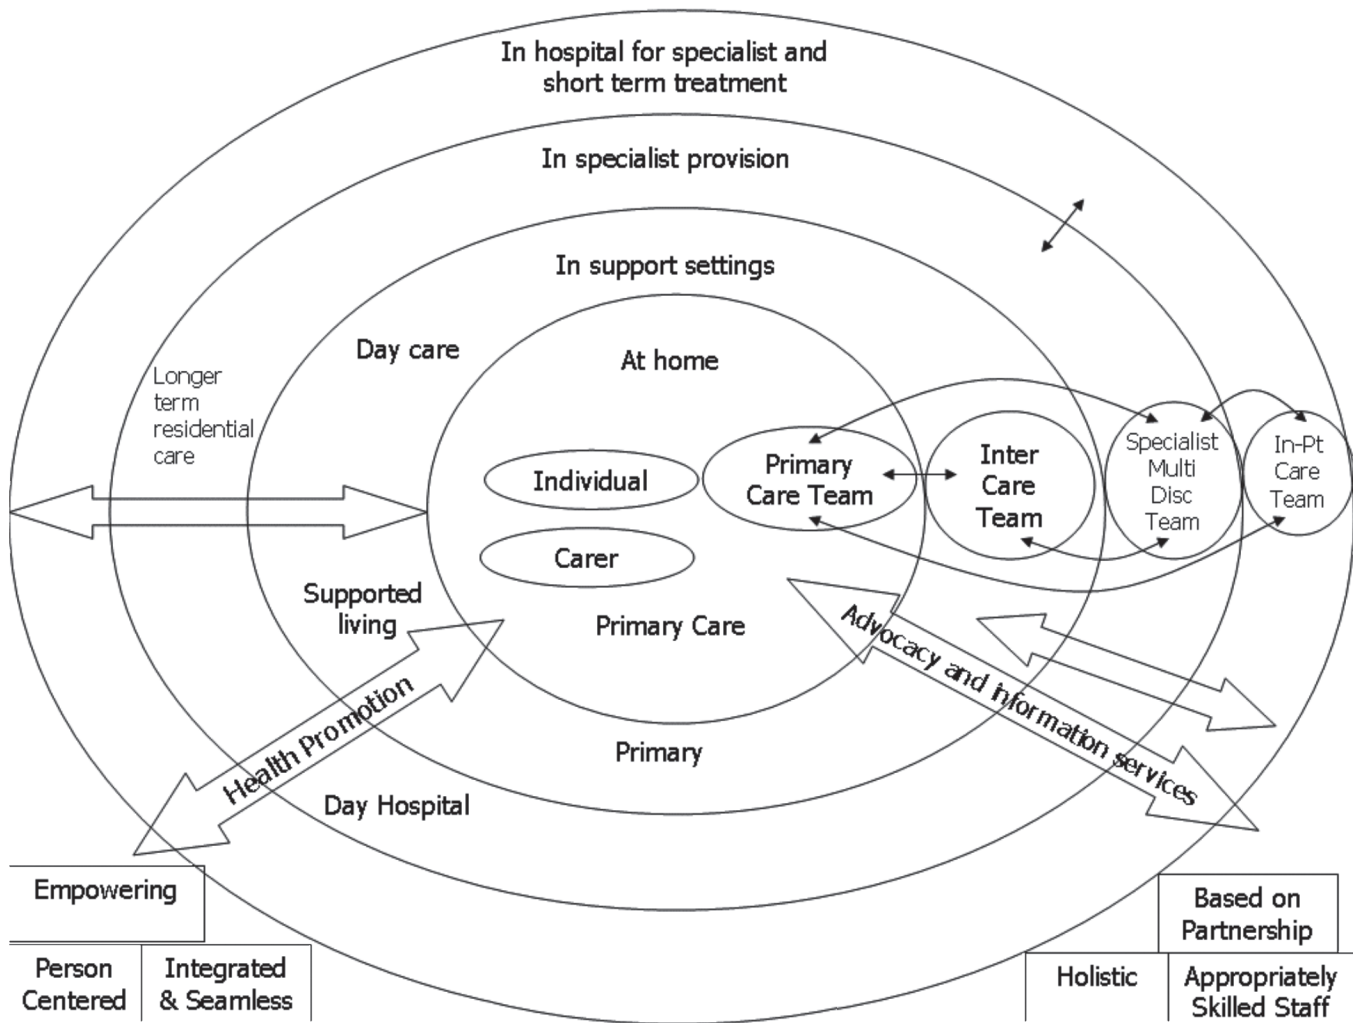 In hospital for specialist and
short term treatment
In specialist provision
In support settings
Day care
At home
Longer
term
residential
care
Individual
Carer
Primary
Care Team
Inter
Care
Team
Specialist
Multi
Disc
Team
In-Pt
Care
Team
Supported
living
Primary Care
Health Promotion
Advocacy and information services
Primary
Day Hospital
Empowering
Person
Centered
Integrated
& Seamless
Based on
Partnership
Holistic
Appropriately
Skilled Staff